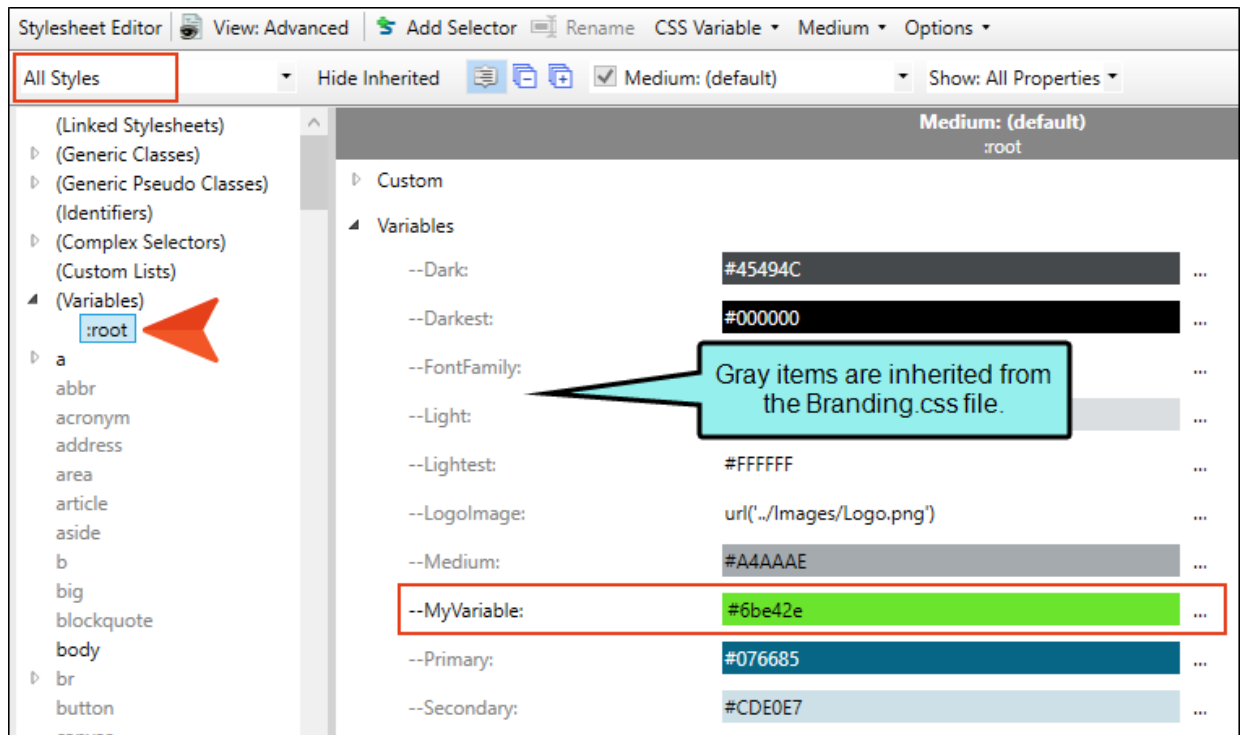 Stylesheet Editor View: Advanced Add Selector Rename CSS Variable Medium Options
All Styles Hide Inherited Medium: (default) Show: All Properties
(Linked Stylesheets)
(Generic Classes)
(Generic Pseudo Classes)
(Identifiers)
(Complex Selectors)
(Custom Lists)
(Variables)
:root
a
abbr
acronym
address
area
article
aside
b
big
blockquote
body
br
button
Medium: (default)
:root
Custom
Variables
--Dark: #45494C ...
--Darkest: #000000 ...
--FontFamily: ...
--Light: ...
--Lightest: #FFFFFF ...
--LogoImage: url('../Images/Logo.png') ...
--Medium: #A4AAAE ...
--MyVariable: #6be42e ...
--Primary: #076685 ...
--Secondary: #CDE0E7 ...
Gray items are inherited from
the Branding.css file.